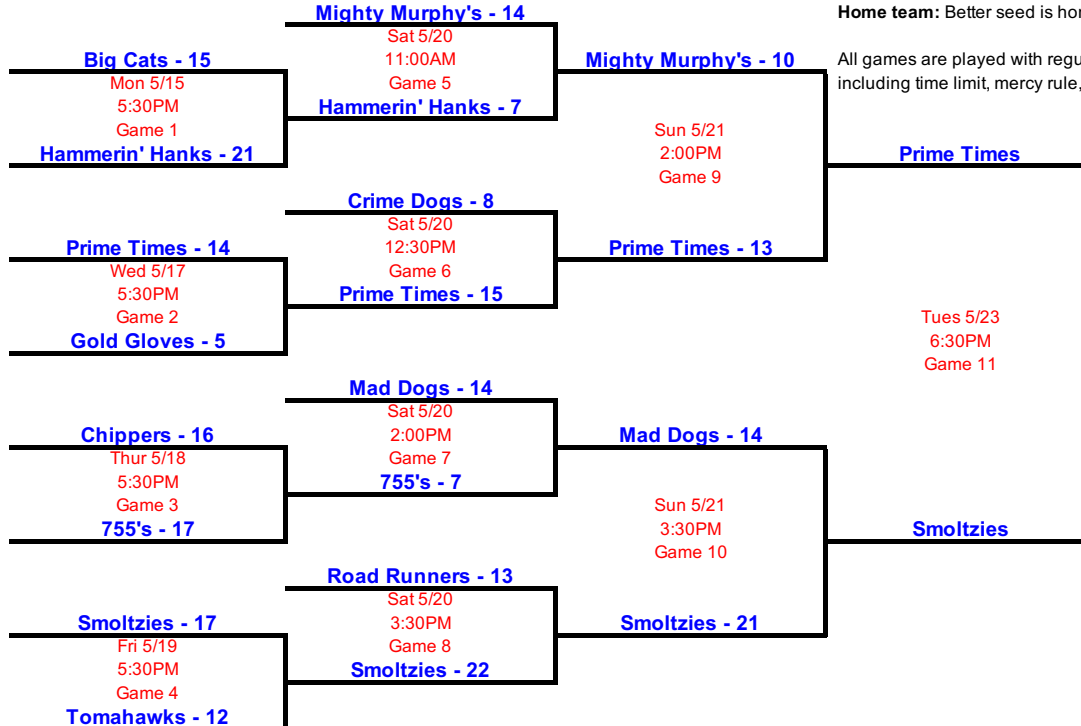 Mighty Murphy's - 14
Home team: Better seed is hor
Sat 5/20
11:00AM
Game 5
Big Cats - 15
Mighty Murphy's - 10
All games are played with regu
including time limit, mercy rule,
Mon 5/15
5:30PM
Game 1
Hammerin' Hanks - 7
Hammerin' Hanks - 21
Sun 5/21
2:00PM
Game 9
Prime Times
Crime Dogs - 8
Sat 5/20
12:30PM
Game 6
Prime Times - 14
Prime Times - 13
Wed 5/17
5:30PM
Game 2
Prime Times - 15
Gold Gloves - 5
Tues 5/23
6:30PM
Game 11
Mad Dogs - 14
Sat 5/20
2:00PM
Game 7
Chippers - 16
Mad Dogs - 14
Thur 5/18
5:30PM
Game 3
755's - 7
755's - 17
Sun 5/21
3:30PM
Game 10
Smoltzies
Road Runners - 13
Sat 5/20
3:30PM
Game 8
Smoltzies - 17
Smoltzies - 21
Fri 5/19
5:30PM
Game 4
Smoltzies - 22
Tomahawks - 12